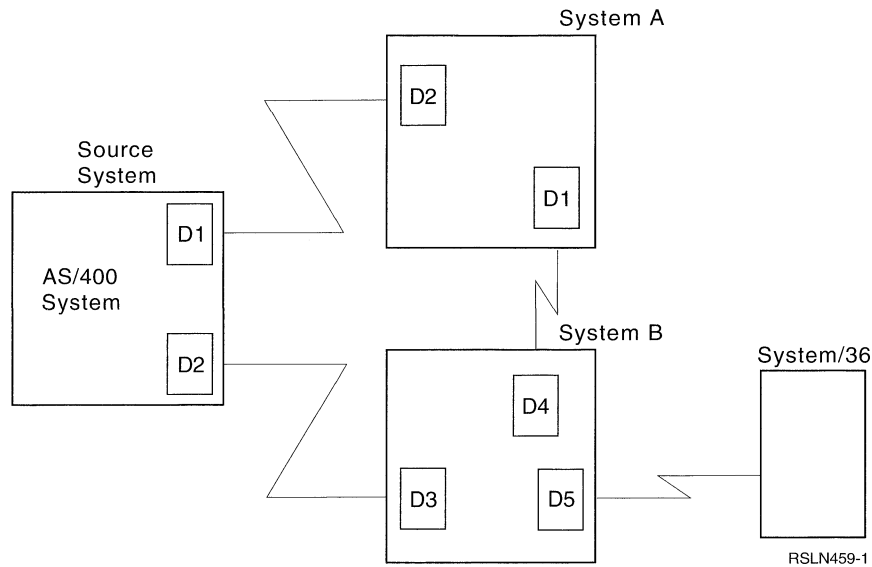 System A
D2
D1
Source
System
D1
AS/400
System
D2
System B
D4
D3
D5
System/36
RSLN459-1